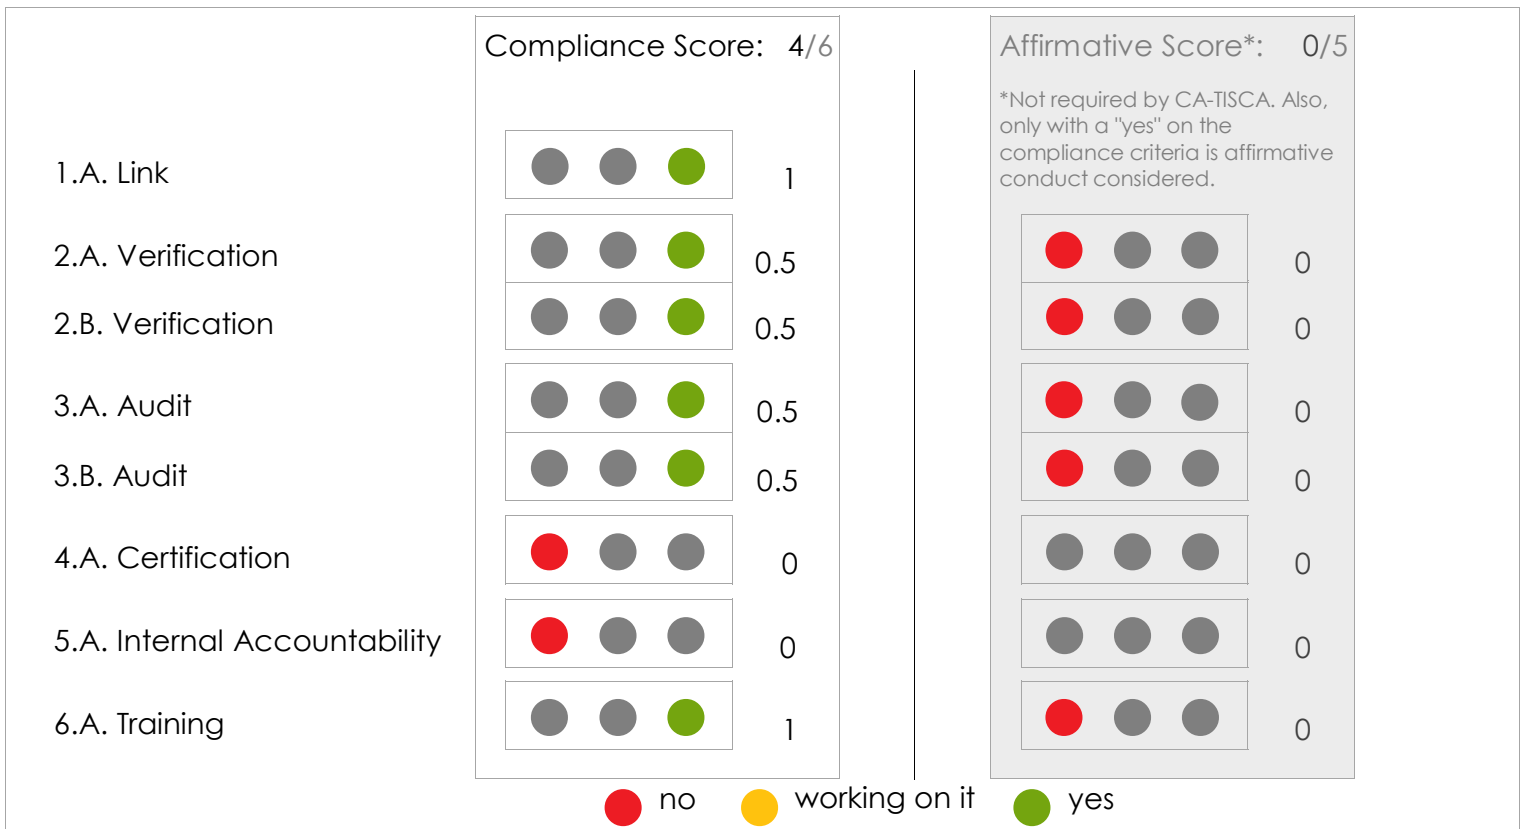 Compliance Score: 4/6
Affirmative Score*: 0/5
*Not required by CA-TISCA. Also,
only with a "yes" on the
compliance criteria is affirmative
conduct considered.
1.A. Link 1
2.A. Verification 0.5 0
2.B. Verification 0.5 0
3.A. Audit 0.5 0
3.B. Audit 0.5 0
4.A. Certification 0 0
5.A. Internal Accountability 0 0
6.A. Training 1 0
no working on it yes